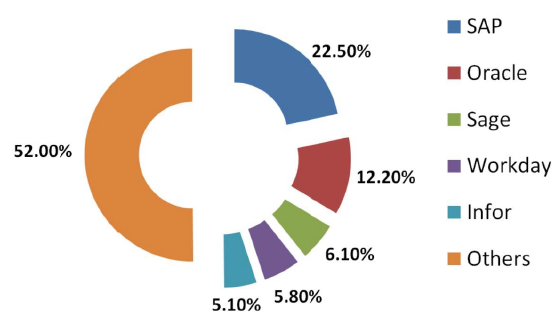 SAP
22.50%
Oracle
Sage
52.00%
Workday
12.20%
Infor
6.10%
Others
5.80%
5.10%